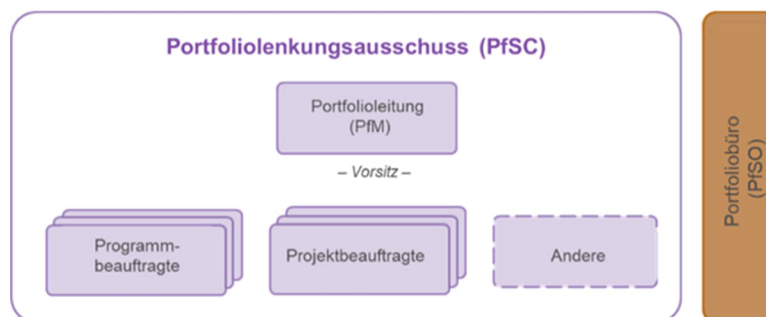 Portfoliolenkungsausschuss (PfSC)
Portfolioleitung
(PfM)
– Vorsitz –
Programm-
beauftragte
Projektbeauftragte
Andere
Portfoliobüro
(PfSO)